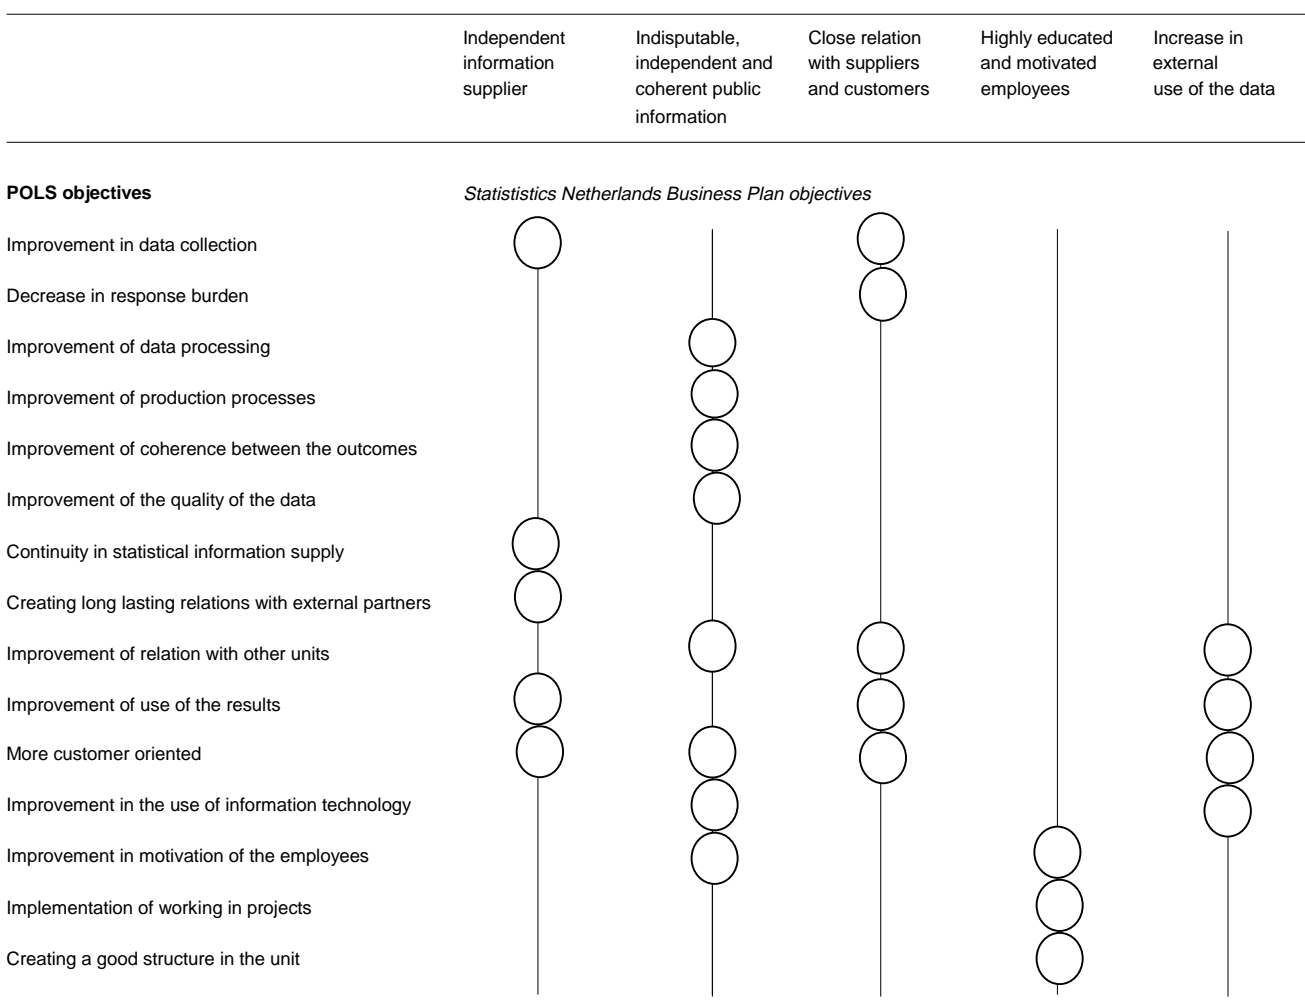 Independent
information
supplier
Indisputable,
independent and
coherent public
information
Close relation
with suppliers
and customers
Highly educated
and motivated
employees
Increase in
external
use of the data
POLS objectives
Statististics Netherlands Business Plan objectives
Improvement in data collection
Decrease in response burden
Improvement of data processing
Improvement of production processes
Improvement of coherence between the outcomes
Improvement of the quality of the data
Continuity in statistical information supply
Creating long lasting relations with external partners
Improvement of relation with other units
Improvement of use of the results
More customer oriented
Improvement in the use of information technology
Improvement in motivation of the employees
Implementation of working in projects
Creating a good structure in the unit